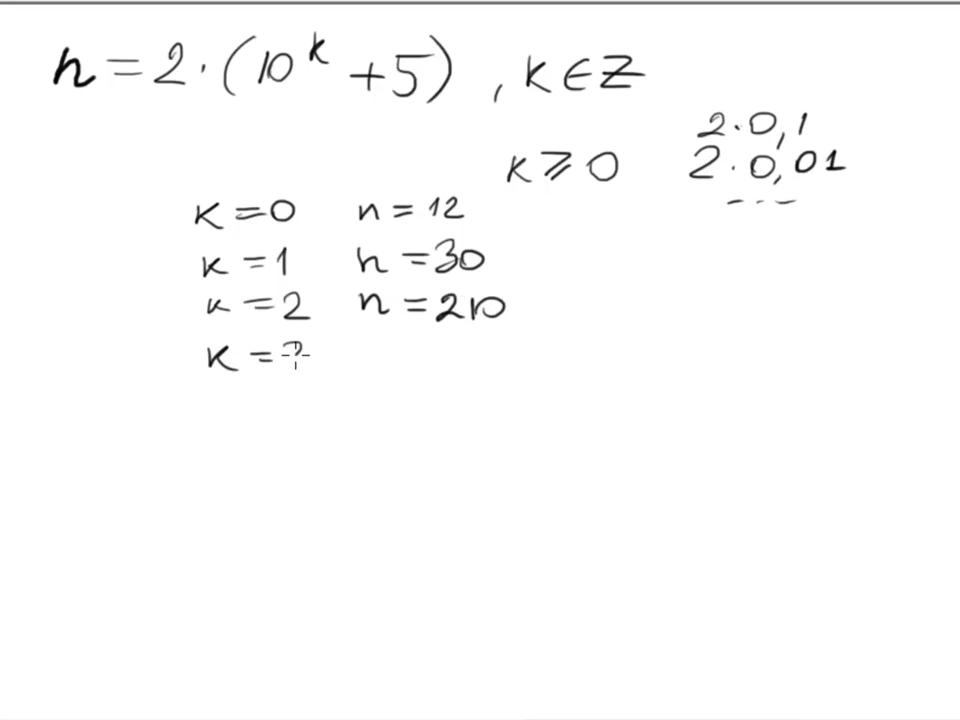 n = 2 · (10^k + 5) , k ∈ Z
2 · 0,1
k ⩾ 0 2 · 0,01
- - -
k = 0 n = 12
k = 1 n = 30
k = 2 n = 210
k =